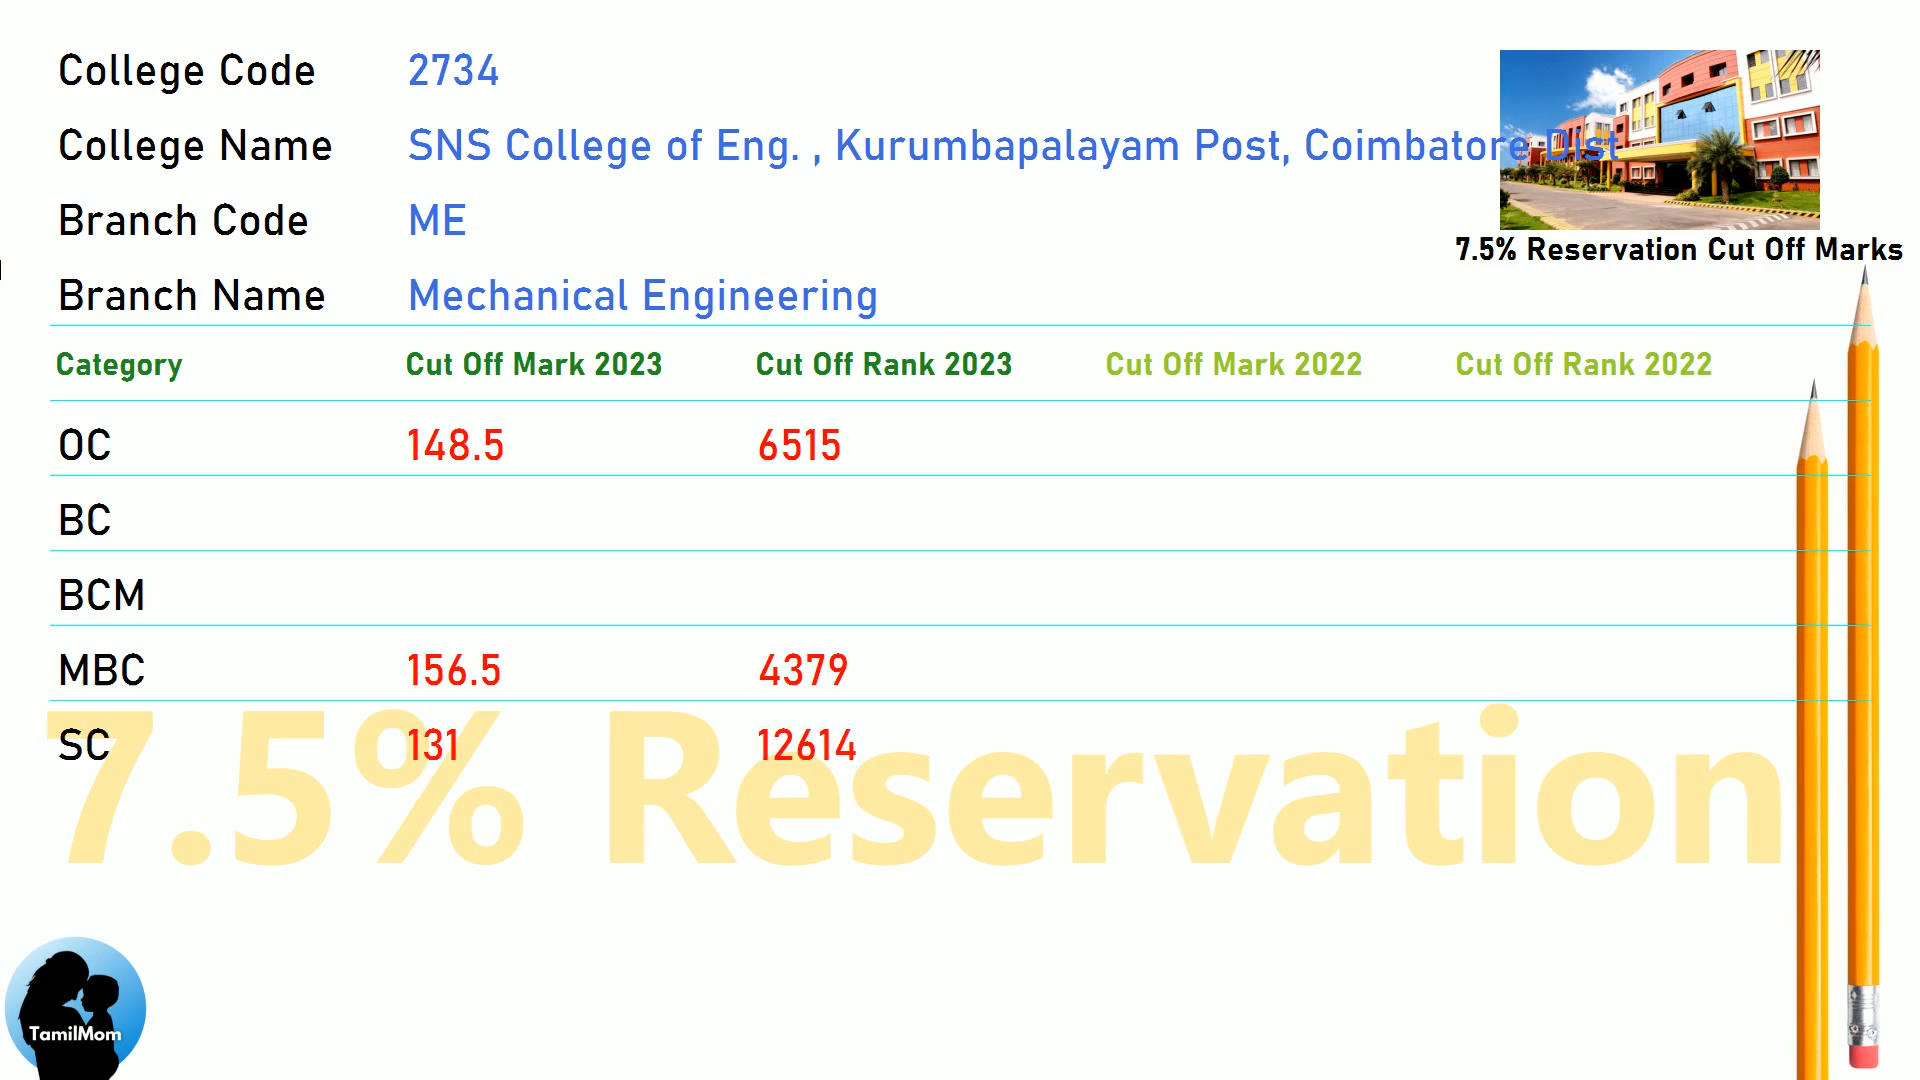 College Code 2734
College Name SNS College of Eng. , Kurumbapalayam Post, Coimbatore Dist
Branch Code ME
7.5% Reservation Cut Off Marks
Branch Name Mechanical Engineering
Category Cut Off Mark 2023 Cut Off Rank 2023 Cut Off Mark 2022 Cut Off Rank 2022
OC 148.5 6515
BC
BCM
MBC 156.5 4379
SC 131 12614
7.5% Reservation
TamilMom